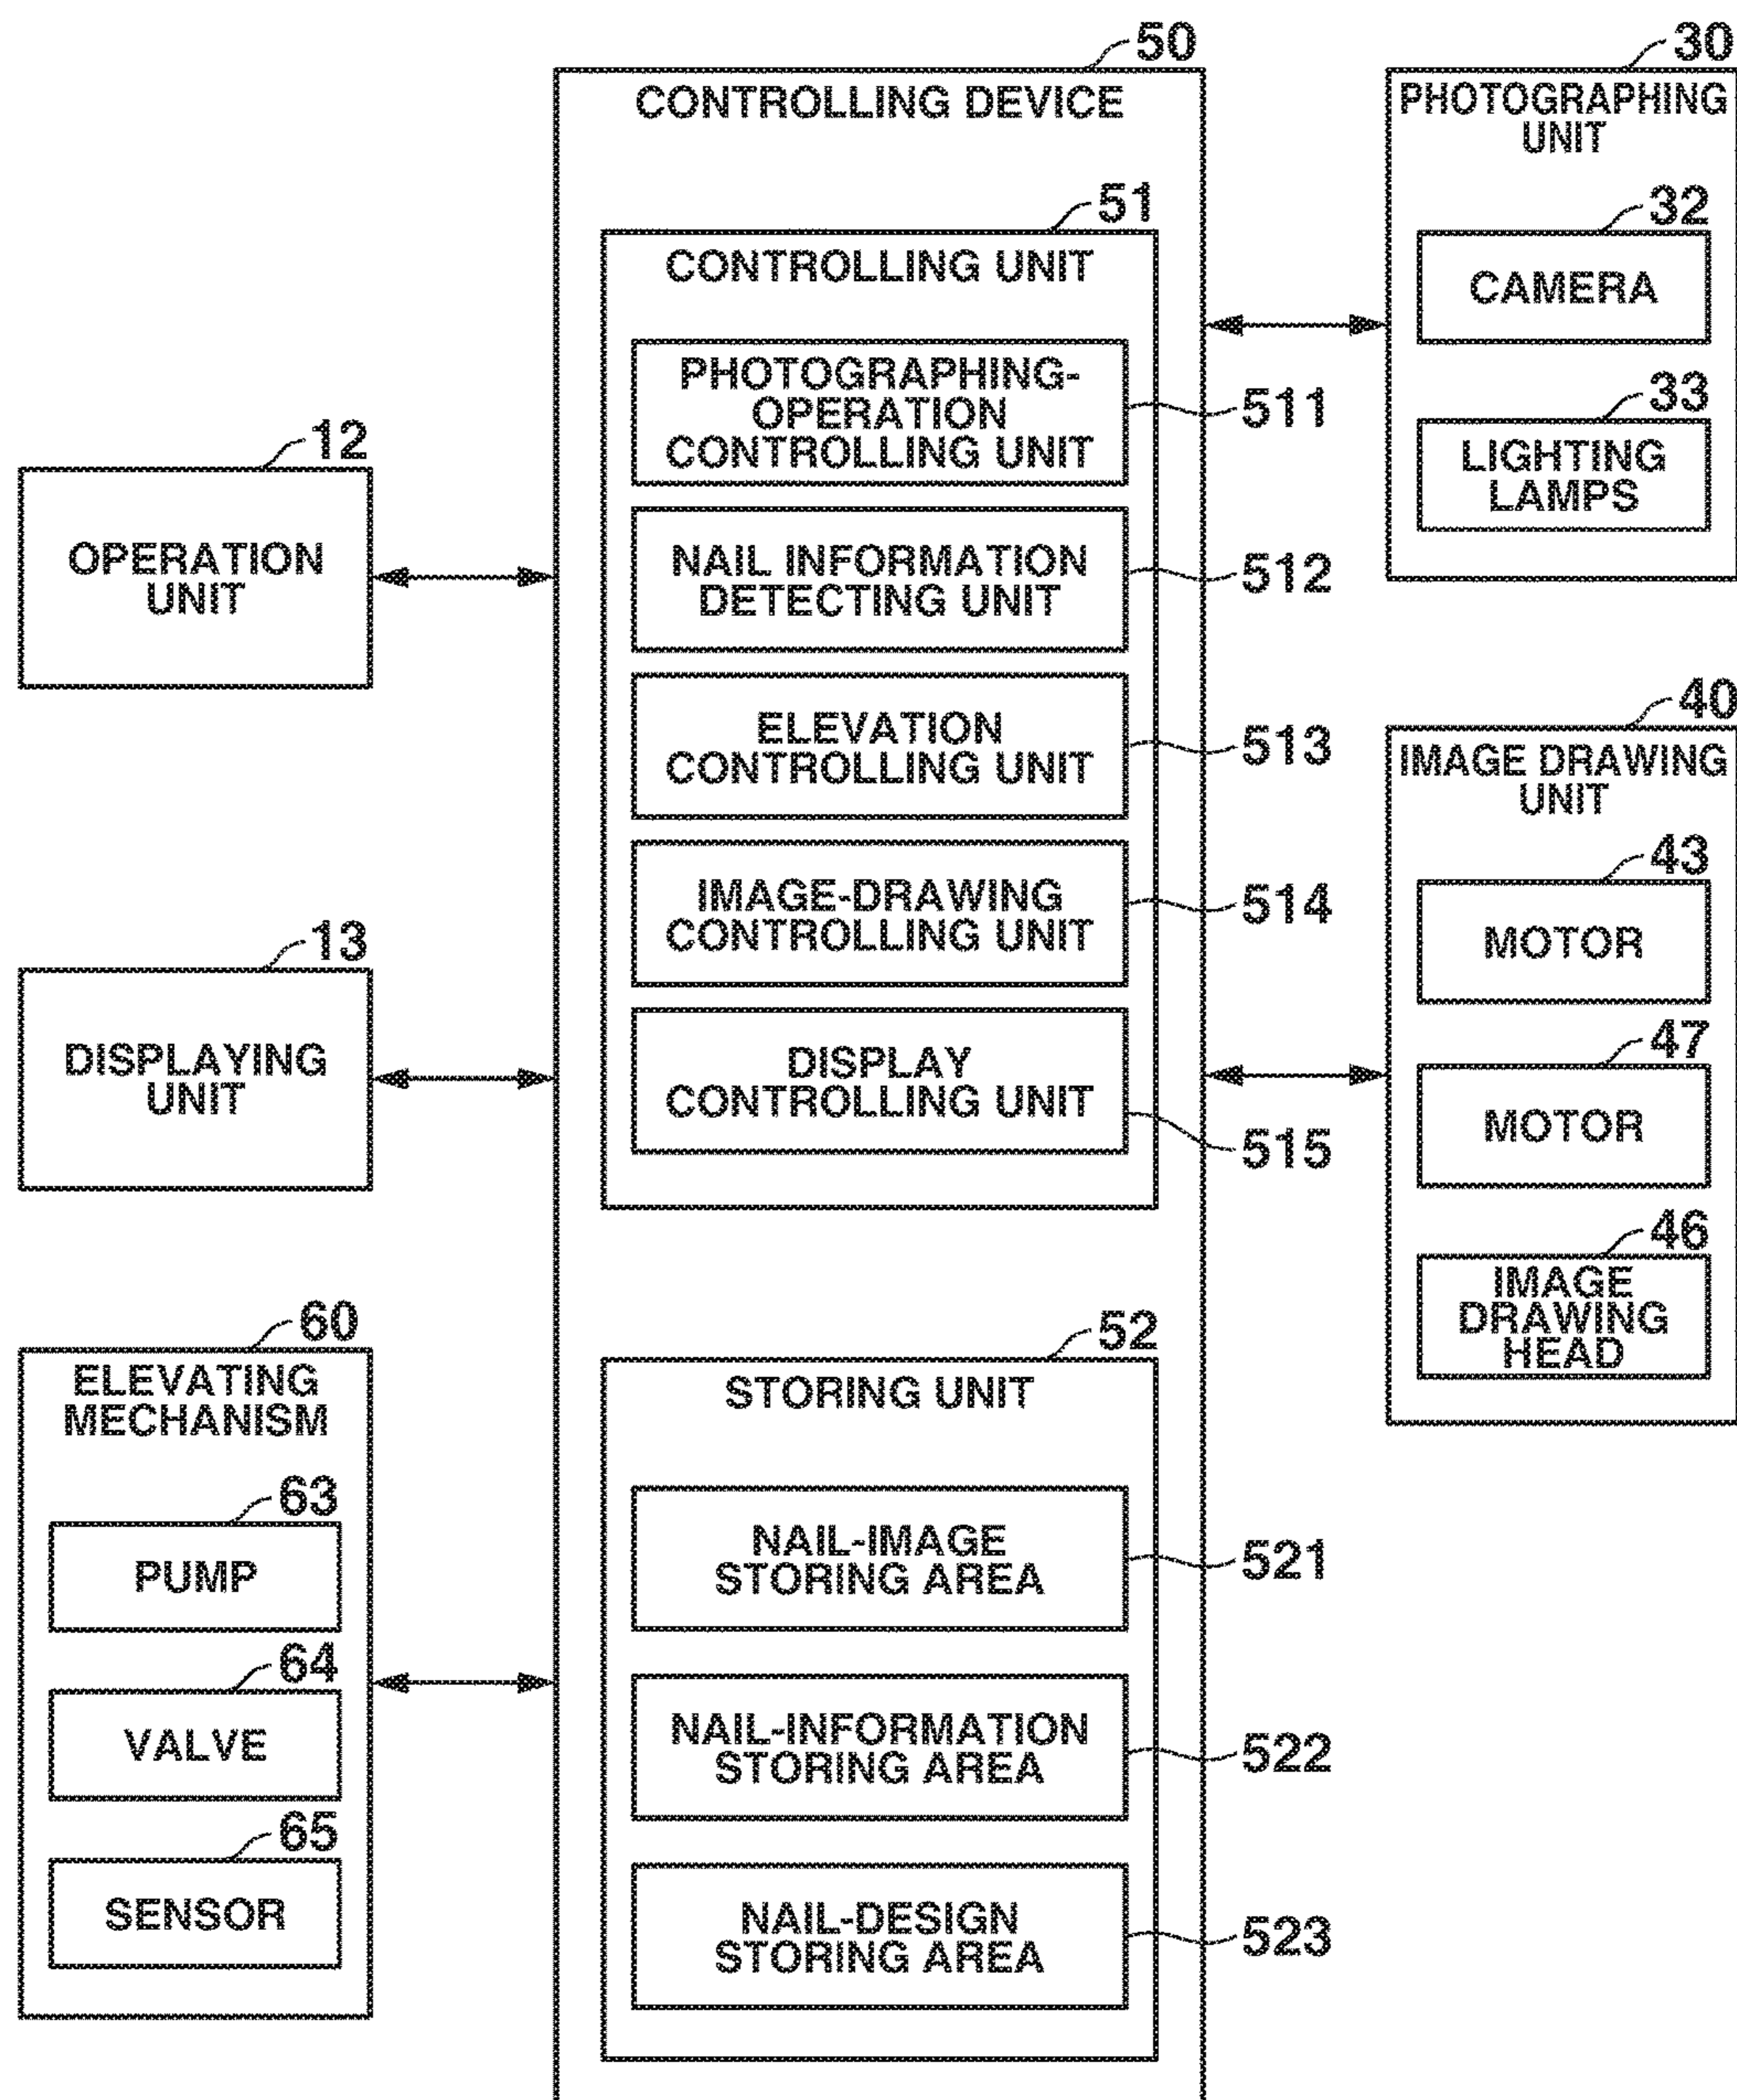 50
CONTROLLING DEVICE
51
CONTROLLING UNIT
PHOTOGRAPHING-
OPERATION
CONTROLLING UNIT
511
NAIL INFORMATION
DETECTING UNIT
512
ELEVATION
CONTROLLING UNIT
513
IMAGE-DRAWING
CONTROLLING UNIT
514
DISPLAY
CONTROLLING UNIT
515
52
STORING UNIT
NAIL-IMAGE
STORING AREA
521
NAIL-INFORMATION
STORING AREA
522
NAIL-DESIGN
STORING AREA
523
12
OPERATION
UNIT
13
DISPLAYING
UNIT
60
ELEVATING
MECHANISM
63
PUMP
64
VALVE
65
SENSOR
30
PHOTOGRAPHING
UNIT
32
CAMERA
33
LIGHTING
LAMPS
40
IMAGE DRAWING
UNIT
43
MOTOR
47
MOTOR
46
IMAGE
DRAWING
HEAD